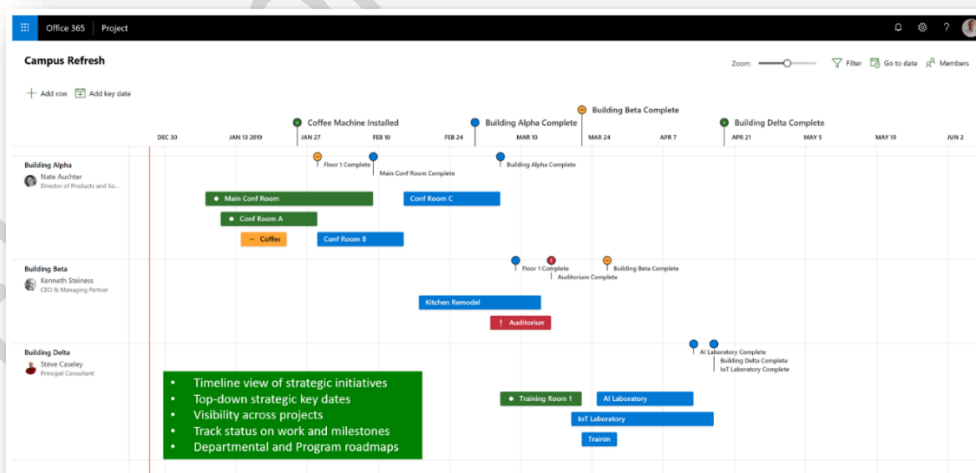 Office 365 Project
Campus Refresh
Zoom Filter Go to date Members
Add row Add key date
Building Beta Complete
Coffee Machine Installed Building Alpha Complete Building Delta Complete
DEC 30 JAN 13 2019 JAN 27 FEB 10 FEB 24 MAR 10 MAR 24 APR 7 APR 21 MAY 5 MAY 19 JUN 2
Building Alpha
Nate Auchter
Director of Products and So...
Floor 1 Complete Building Alpha Complete
Main Conf Room Complete
Main Conf Room Conf Room C
Conf Room A
Coffee Conf Room B
Building Beta
Kenneth Steiness
CEO & Managing Partner
Floor 1 Complete Building Beta Complete
Auditorium Complete
Kitchen Remodel
! Auditorium
Building Delta
Steve Caseley
Principal Consultant
AI Laboratory Complete
Building Delta Complete
IoT Laboratory Complete
Training Room 1 AI Laboratory
IoT Laboratory
Trainin
• Timeline view of strategic initiatives
• Top-down strategic key dates
• Visibility across projects
• Track status on work and milestones
• Departmental and Program roadmaps